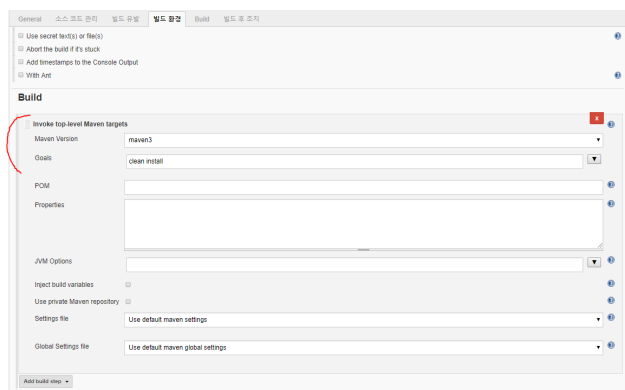 General 소스 코드 관리 빌드 유발 빌드 환경 Build 빌드 후 조치
Use secret text(s) or file(s)
Abort the build if it's stuck
Add timestamps to the Console Output
With Ant
Build
Invoke top-level Maven targets
X
Maven Version maven3
Goals clean install
POM
Properties
JVM Options
Inject build variables
Use private Maven repository
Settings file Use default maven settings
Global Settings file Use default maven global settings
Add build step